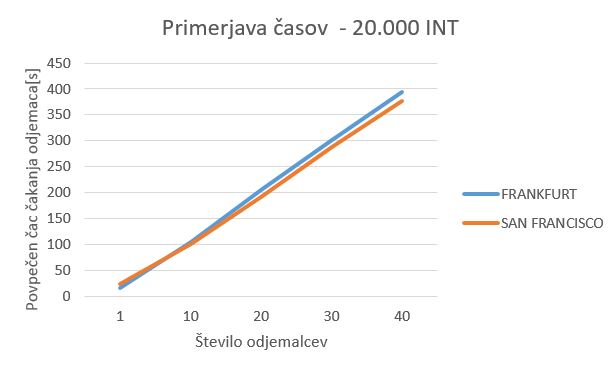 Primerjava časov - 20.000 INT
Povpečen čac čakanja odjemaca[s]
450
400
350
300
250
200
150
100
50
0
1 10 20 30 40
Število odjemalcev
FRANKFURT
SAN FRANCISCO